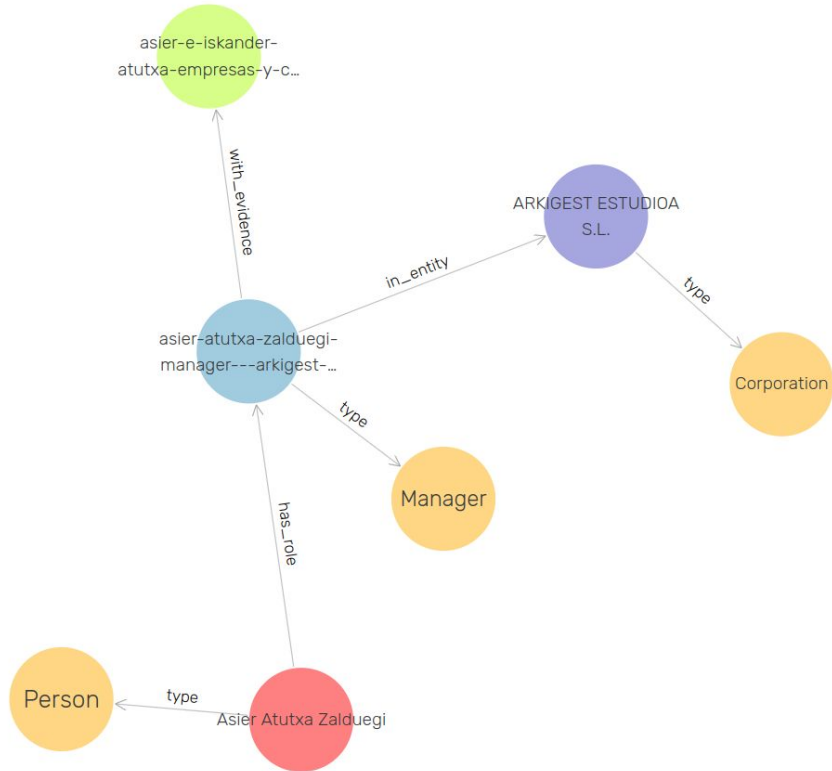 asier-e-iskander-
atutxa-empresas-y-c…
with_evidence
ARKIGEST ESTUDIOA
S.L.
in_entity
type
asier-atutxa-zalduegi-
manager---arkigest-…
Corporation
type
Manager
has_role
Person
type
Asier Atutxa Zalduegi